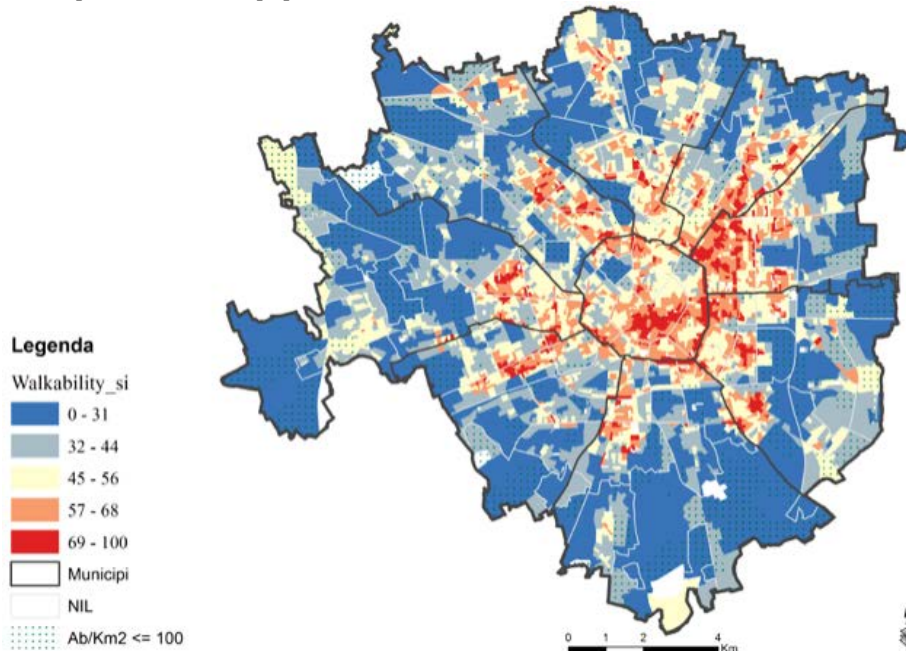 Legenda
Walkability_si
0 - 31
32 - 44
45 - 56
57 - 68
69 - 100
Municipi
NIL
Ab/Km2 <= 100
0 1 2 4
Km